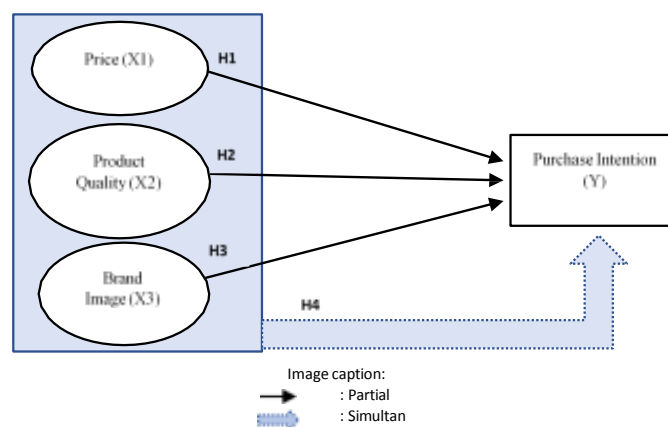 Price (X1)
H1
Product
Quality (X2)
H2
Purchase Intention
(Y)
H3
Brand
Image (X3)
H4
Image caption:
: Partial
: Simultan